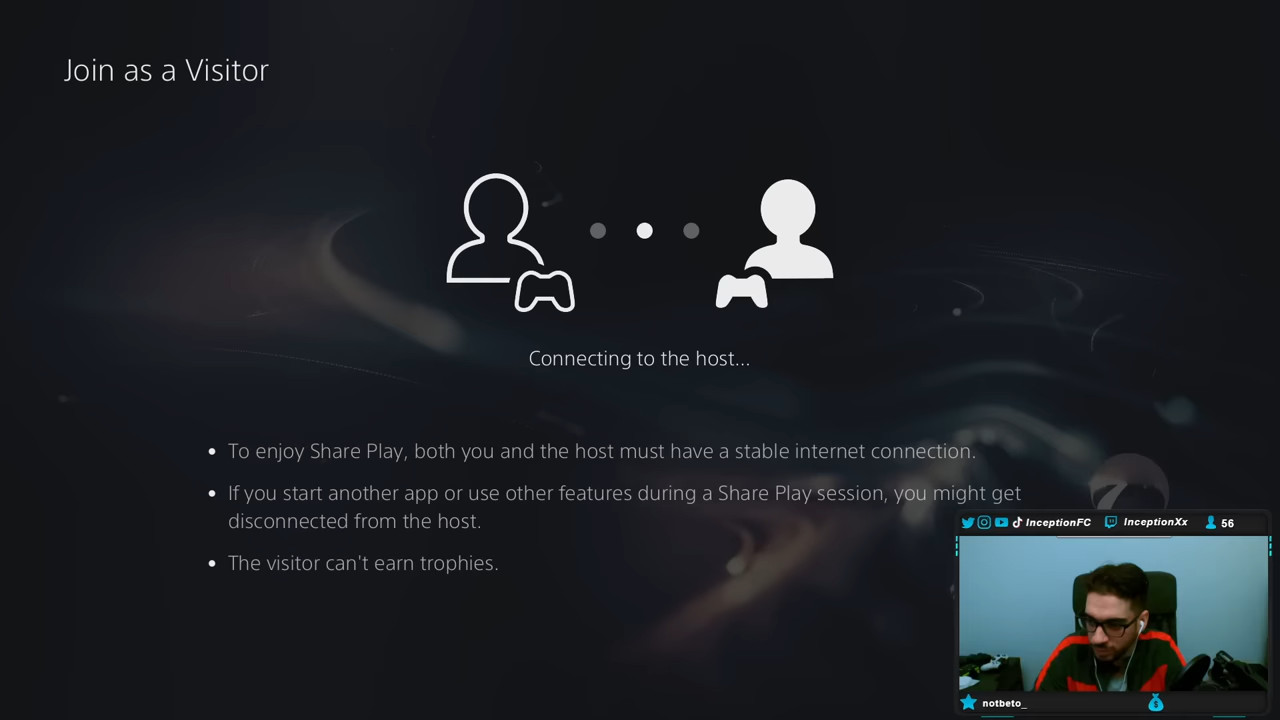 Join as a Visitor
Connecting to the host...
• To enjoy Share Play, both you and the host must have a stable internet connection.
• If you start another app or use other features during a Share Play session, you might get
disconnected from the host.
• The visitor can't earn trophies.
InceptionFC InceptionXx 56
notbeto_